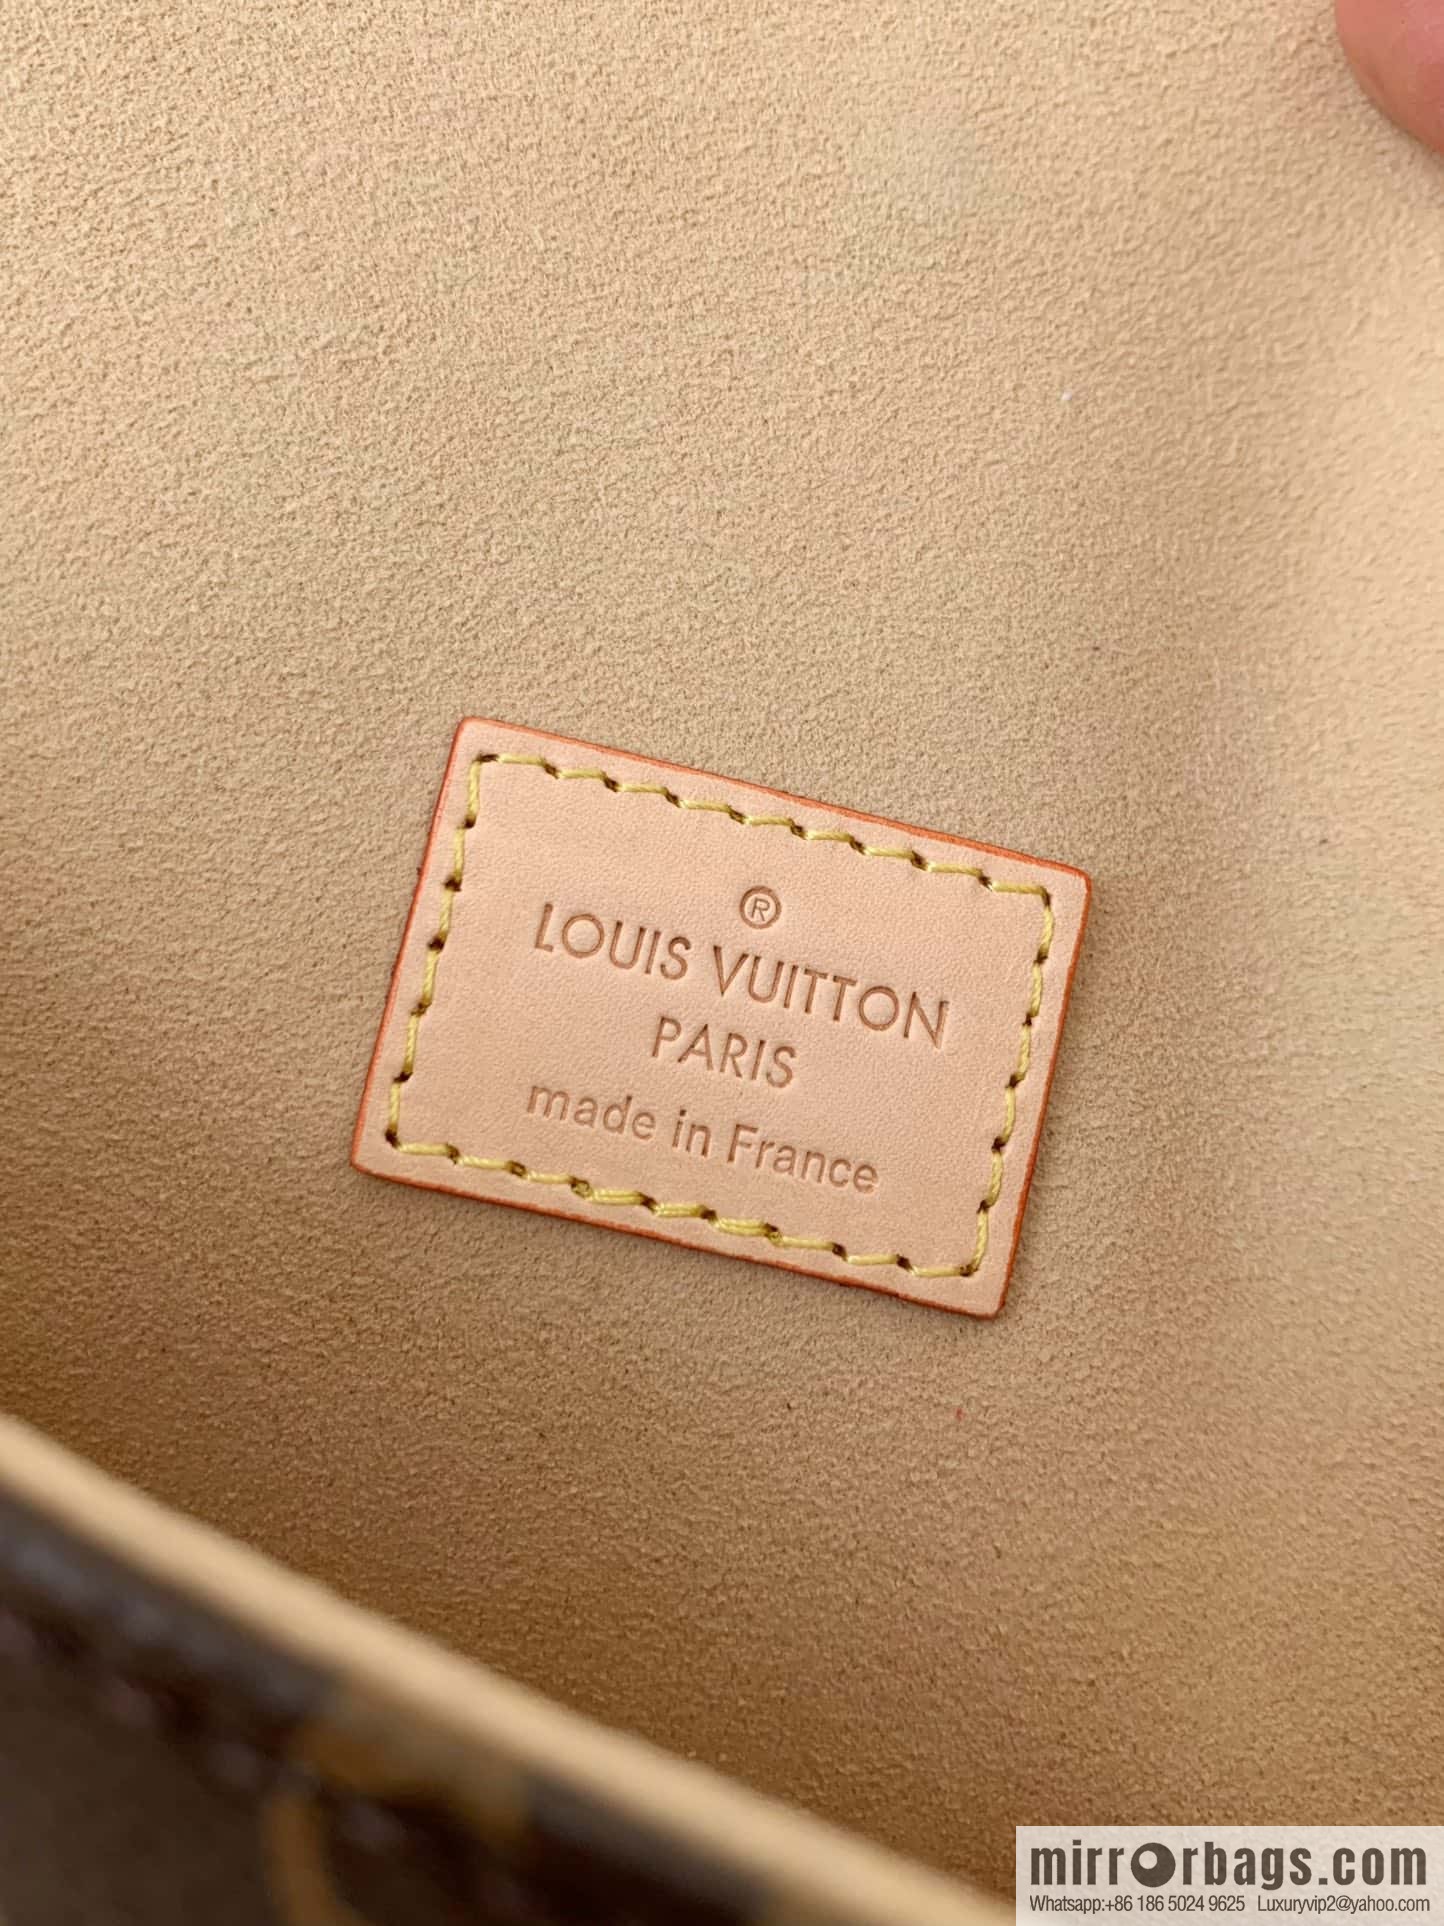 ®
LOUIS VUITTON
PARIS
made in France
mirrorbags.com
Whatsapp:+86 186 5024 9625 Luxuryvip2@yahoo.com